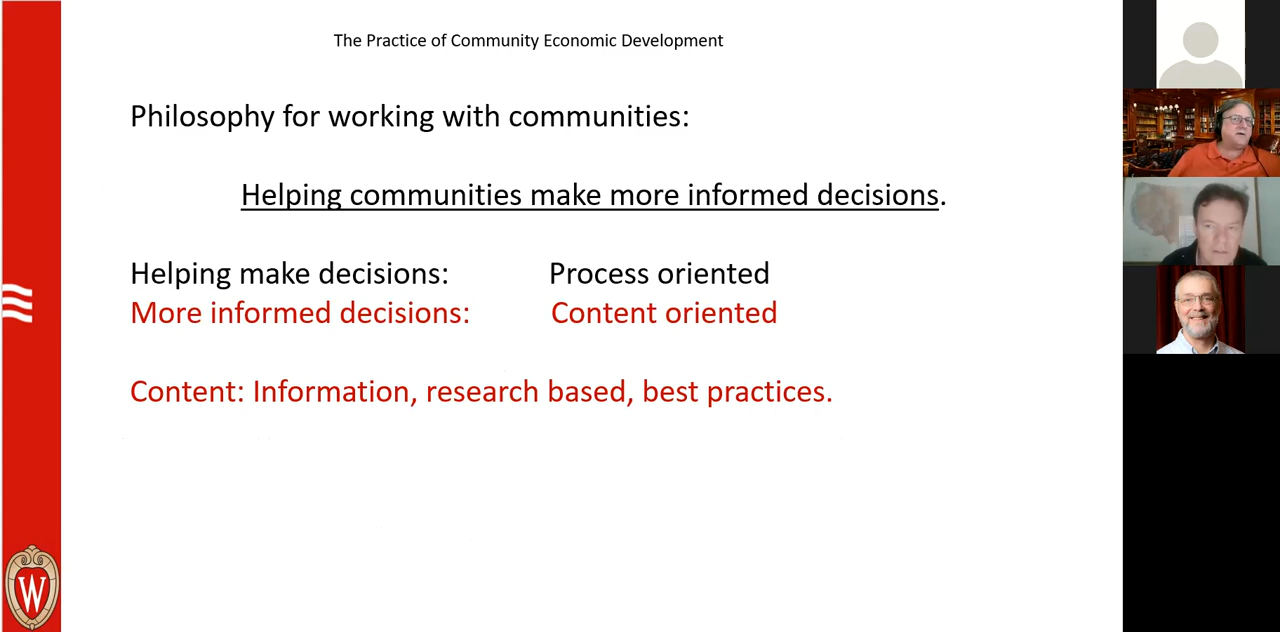 The Practice of Community Economic Development
Philosophy for working with communities:
Helping communities make more informed decisions.
Helping make decisions: Process oriented
More informed decisions: Content oriented
Content: Information, research based, best practices.
W